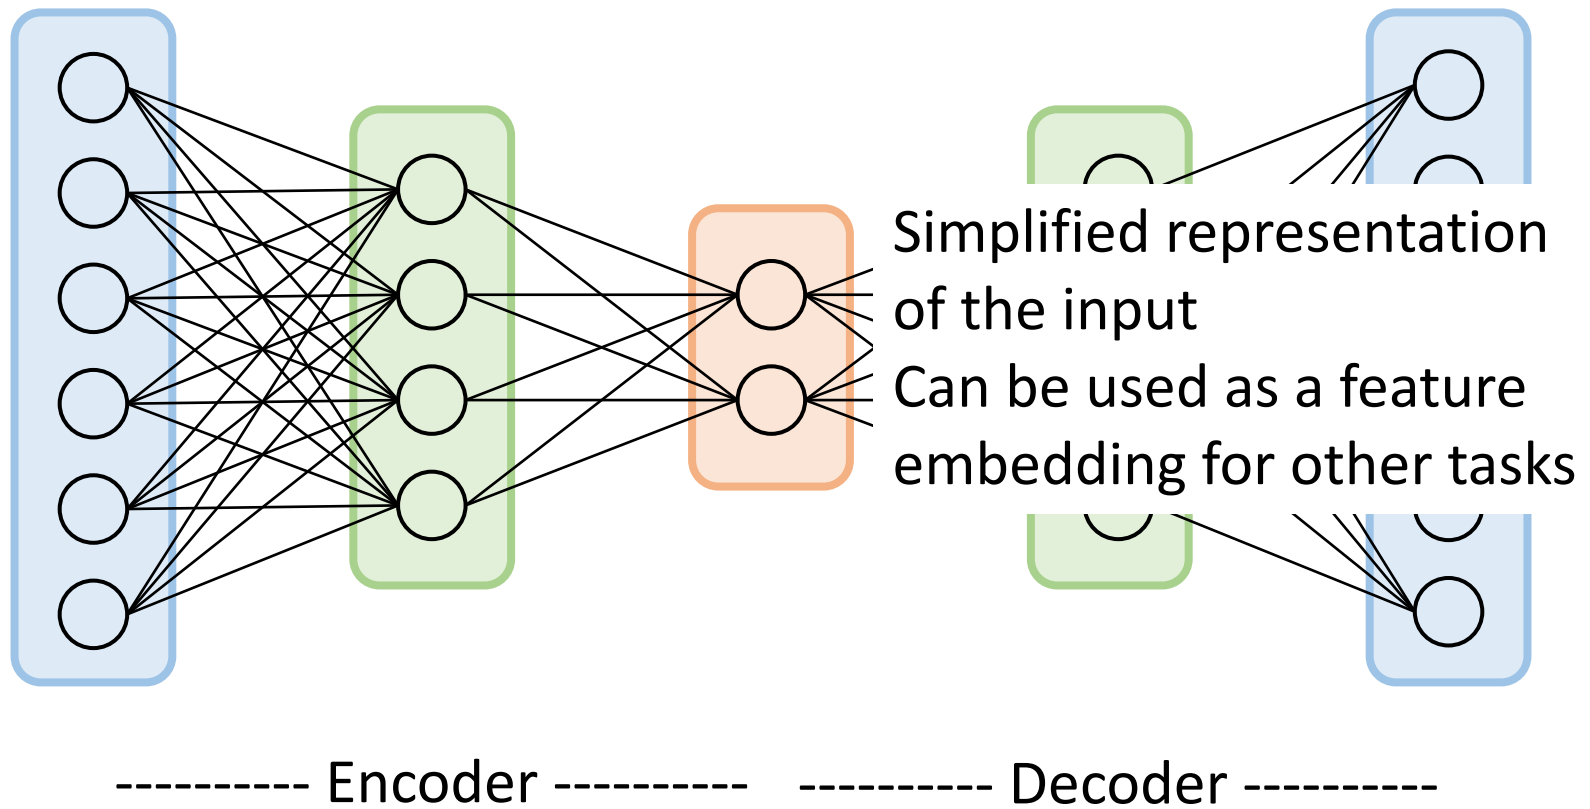 Simplified representation
of the input
Can be used as a feature
embedding for other tasks
---------- Encoder ---------- ---------- Decoder ----------